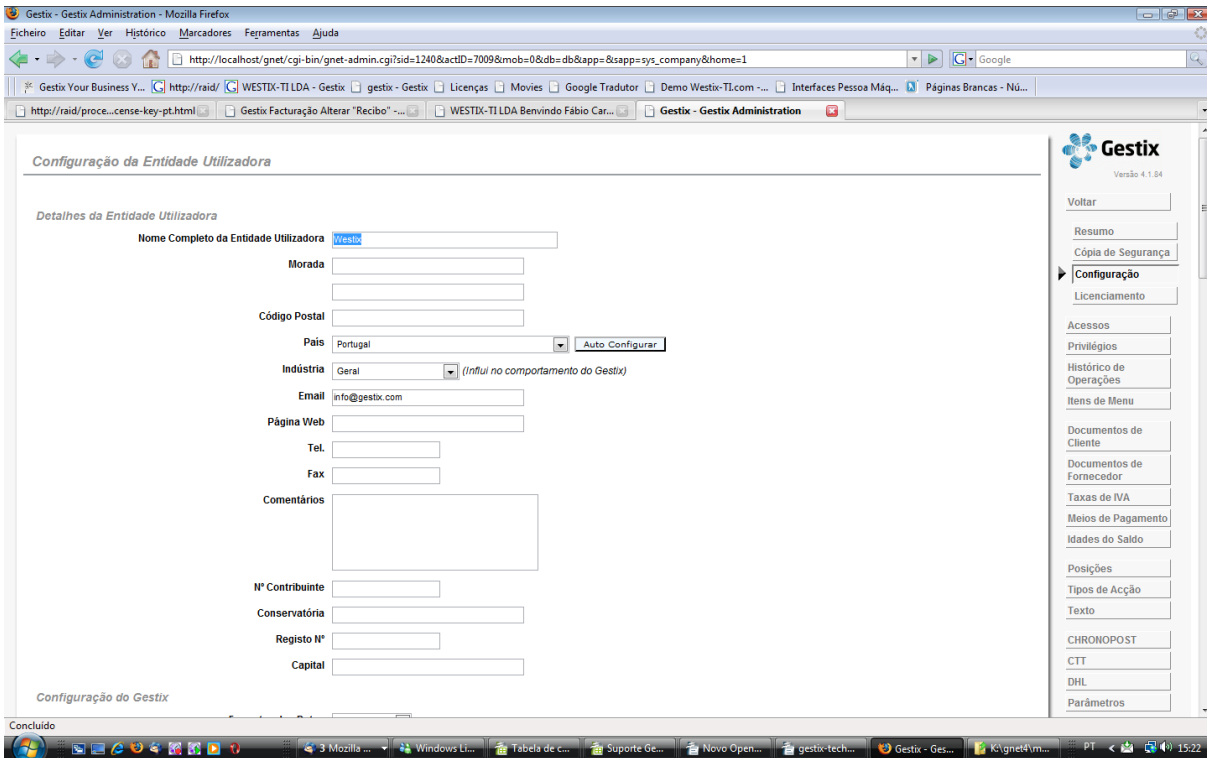 Gestix - Gestix Administration - Mozilla Firefox
Ficheiro Editar Ver Histórico Marcadores Ferramentas Ajuda
http://localhost/gnet/cgi-bin/gnet-admin.cgi?sid=1240&actID=7009&mob=0&db=db&app=&sapp=sys_company&home=1
Google
Gestix Your Business Y... http://raid/ WESTIX-TI LDA - Gestix gestix - Gestix Licenças Movies Google Tradutor Demo Westix-TI.com -... Interfaces Pessoa Máq... Páginas Brancas - Nú...
http://raid/proce...cense-key-pt.html Gestix Facturação Alterar "Recibo" -... WESTIX-TI LDA Benvindo Fábio Car... Gestix - Gestix Administration
Configuração da Entidade Utilizadora
Detalhes da Entidade Utilizadora
Nome Completo da Entidade Utilizadora Westix
Morada
Código Postal
País Portugal Auto Configurar
Indústria Geral (Influi no comportamento do Gestix)
Email info@gestix.com
Página Web
Tel.
Fax
Comentários
Nº Contribuinte
Conservatória
Registo Nº
Capital
Configuração do Gestix
Gestix
Versão 4.1.84
Voltar
Resumo
Cópia de Segurança
Configuração
Licenciamento
Acessos
Privilégios
Histórico de
Operações
Itens de Menu
Documentos de
Cliente
Documentos de
Fornecedor
Taxas de IVA
Meios de Pagamento
Idades do Saldo
Posições
Tipos de Acção
Texto
CHRONOPOST
CTT
DHL
Parâmetros
Concluído
3 Mozilla ... Windows Li... Tabela de c... Suporte Ge... Novo Open... gestix-tech... Gestix - Ges... K:\gnet4\m... PT 15:22